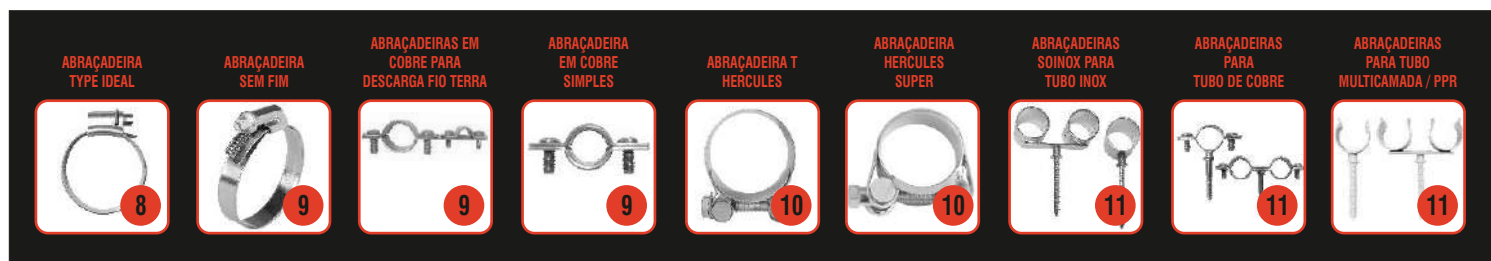 ABRAÇADEIRA
TYPE IDEAL
8
ABRAÇADEIRA
SEM FIM
9
ABRAÇADEIRAS EM
COBRE PARA
DESCARGA FIO TERRA
9
ABRAÇADEIRA
EM COBRE
SIMPLES
9
ABRAÇADEIRA T
HERCULES
10
ABRAÇADEIRA
HERCULES
SUPER
10
ABRAÇADEIRAS
SOINOX PARA
TUBO INOX
11
ABRAÇADEIRAS
PARA
TUBO DE COBRE
11
ABRAÇADEIRAS
PARA TUBO
MULTICAMADA / PPR
11